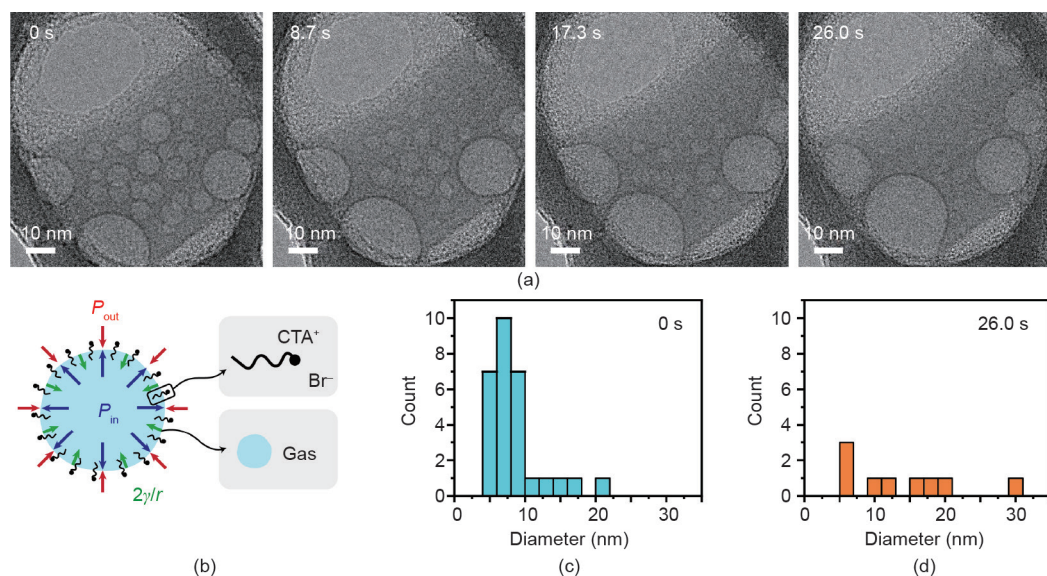 0 s
8.7 s
17.3 s
26.0 s
10 nm
10 nm
10 nm
10 nm
(a)
P_out
P_in
2γ/r
CTA⁺
Br⁻
Gas
(b)
Count
10
8
6
4
2
0
0 s
0
10
20
30
Diameter (nm)
(c)
Count
10
8
6
4
2
0
26.0 s
0
10
20
30
Diameter (nm)
(d)